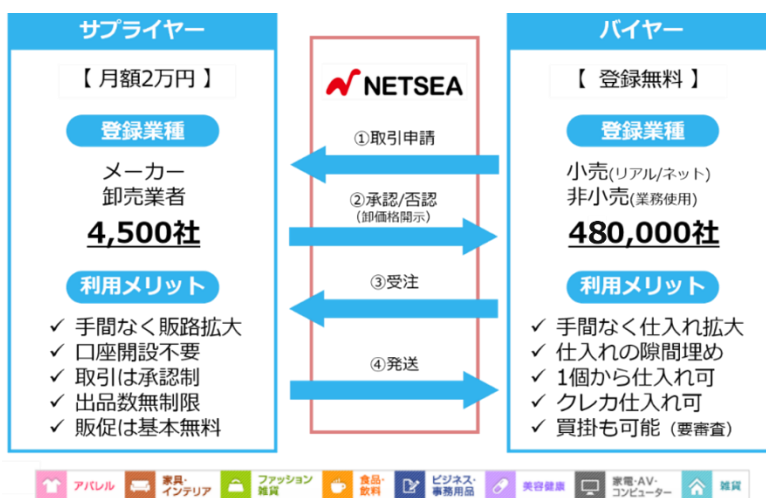 サプライヤー
【 月額2万円 】
登録業種
メーカー
卸売業者
4,500社
利用メリット
✓ 手間なく販路拡大
✓ 口座開設不要
✓ 取引は承認制
✓ 出品数無制限
✓ 販促は基本無料
NETSEA
①取引申請
②承認/否認
(卸価格開示)
③受注
④発送
バイヤー
【 登録無料 】
登録業種
小売(リアル/ネット)
非小売(業務使用)
480,000社
利用メリット
✓ 手間なく仕入れ拡大
✓ 仕入れの隙間埋め
✓ 1個から仕入れ可
✓ クレカ仕入れ可
✓ 買掛も可能（要審査）
アパレル
家具・
インテリア
ファッション
雑貨
食品・
飲料
ビジネス・
事務用品
美容健康
家電・AV・
コンピューター
雑貨